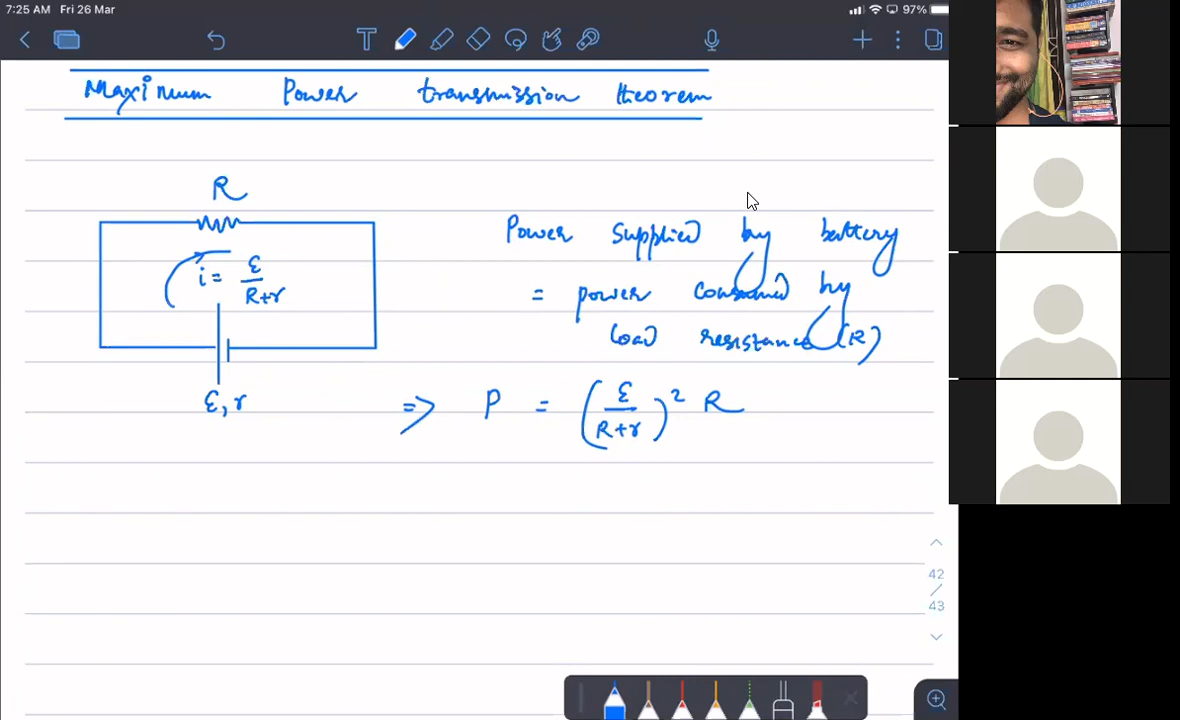 7:25 AM Fri 26 Mar
97%
T
Maximum Power transmission theorem
R
i = ε/(R+r)
ε, r
Power supplied by battery
= power consumed by
load resistance (R)
=> P = (ε/(R+r))² R
42
/
43